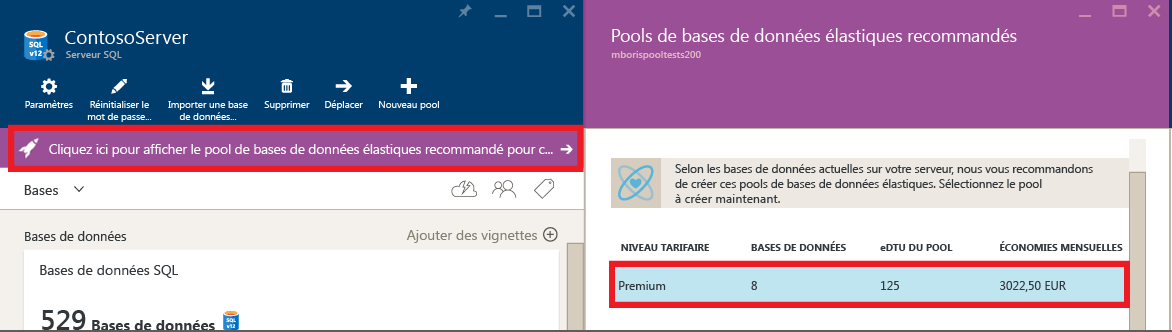 ContosoServer
Serveur SQL
SQL
v12
Paramètres
Réinitialiser le
mot de passe...
Importer une base
de données...
Supprimer
Déplacer
Nouveau pool
Cliquez ici pour afficher le pool de bases de données élastiques recommandé pour c...
Bases
Bases de données
Ajouter des vignettes
Bases de données SQL
529 Bases de données
SQL
v12
Pools de bases de données élastiques recommandés
mborispooltests200
Selon les bases de données actuelles sur votre serveur, nous vous recommandons
de créer ces pools de bases de données élastiques. Sélectionnez le pool
à créer maintenant.
NIVEAU TARIFAIRE BASES DE DONNÉES eDTU DU POOL ÉCONOMIES MENSUELLES
Premium 8 125 3022,50 EUR